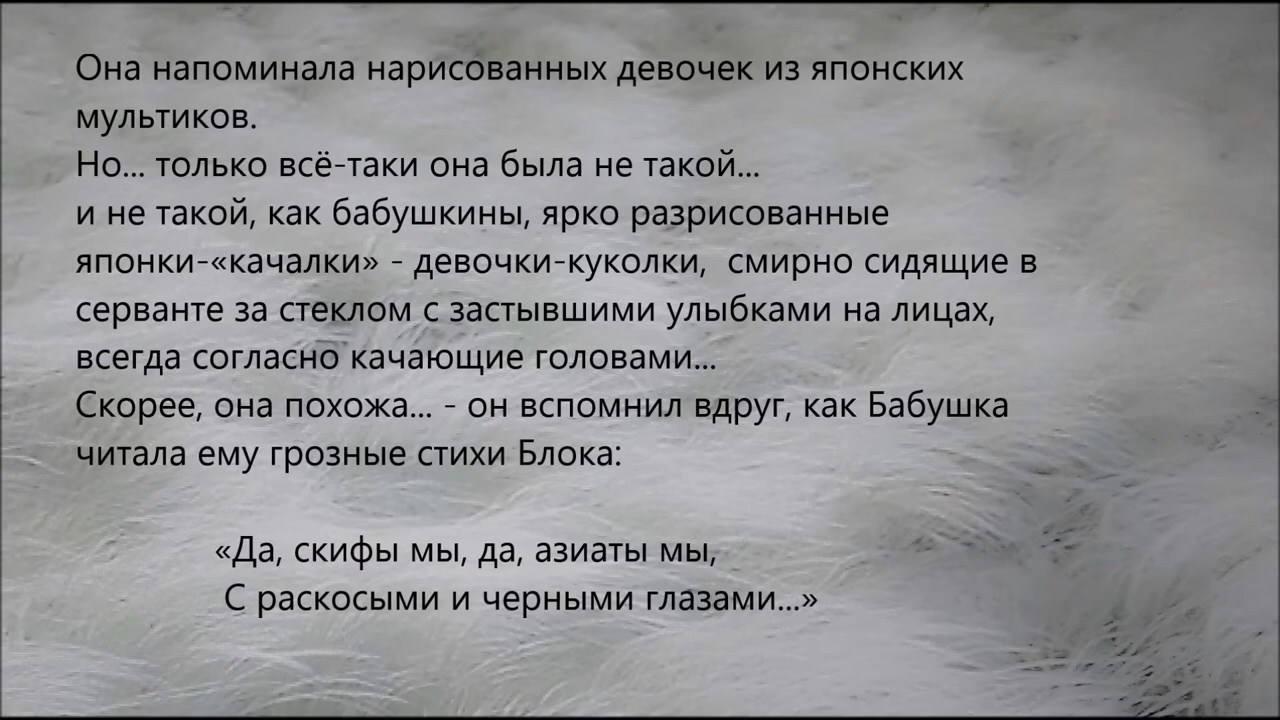 Она напоминала нарисованных девочек из японских
мультиков.
Но... только всё-таки она была не такой...
и не такой, как бабушкины, ярко разрисованные
японки-«качалки» - девочки-куколки,  смирно сидящие в
серванте за стеклом с застывшими улыбками на лицах,
всегда согласно качающие головами...
Скорее, она похожа... - он вспомнил вдруг, как Бабушка
читала ему грозные стихи Блока:
«Да, скифы мы, да, азиаты мы,
С раскосыми и черными глазами...»